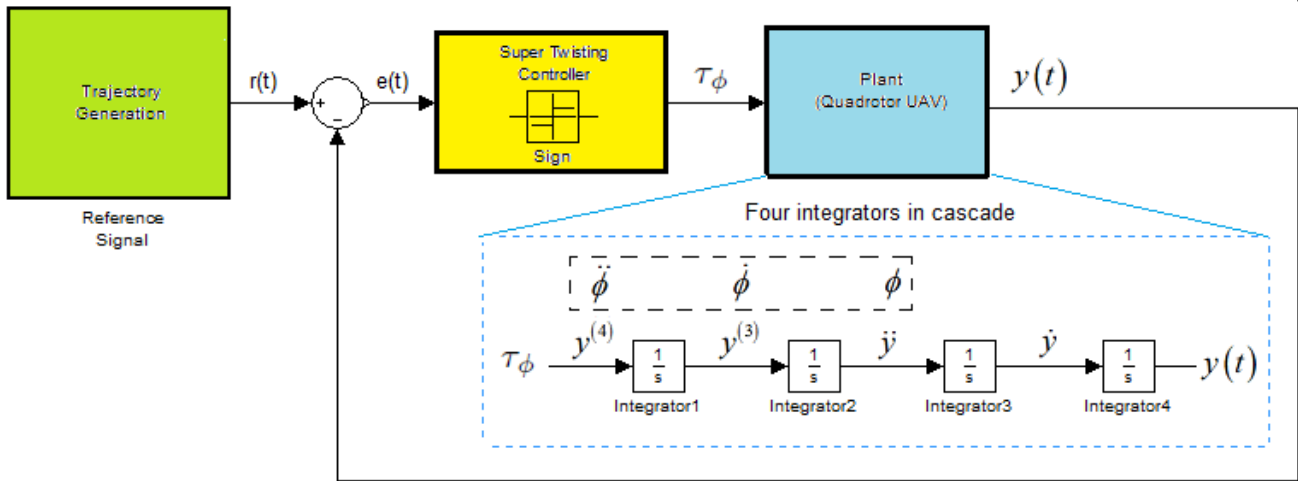 Trajectory
Generation
Reference
Signal
r(t)
+
−
e(t)
Super Twisting
Controller
Sign
τ_ϕ
Plant
(Quadrotor UAV)
y(t)
Four integrators in cascade
ϕ̈ ϕ̇ ϕ
τ_ϕ y⁽⁴⁾ y⁽³⁾ ÿ ẏ y(t)
1/s 1/s 1/s 1/s
Integrator1 Integrator2 Integrator3 Integrator4